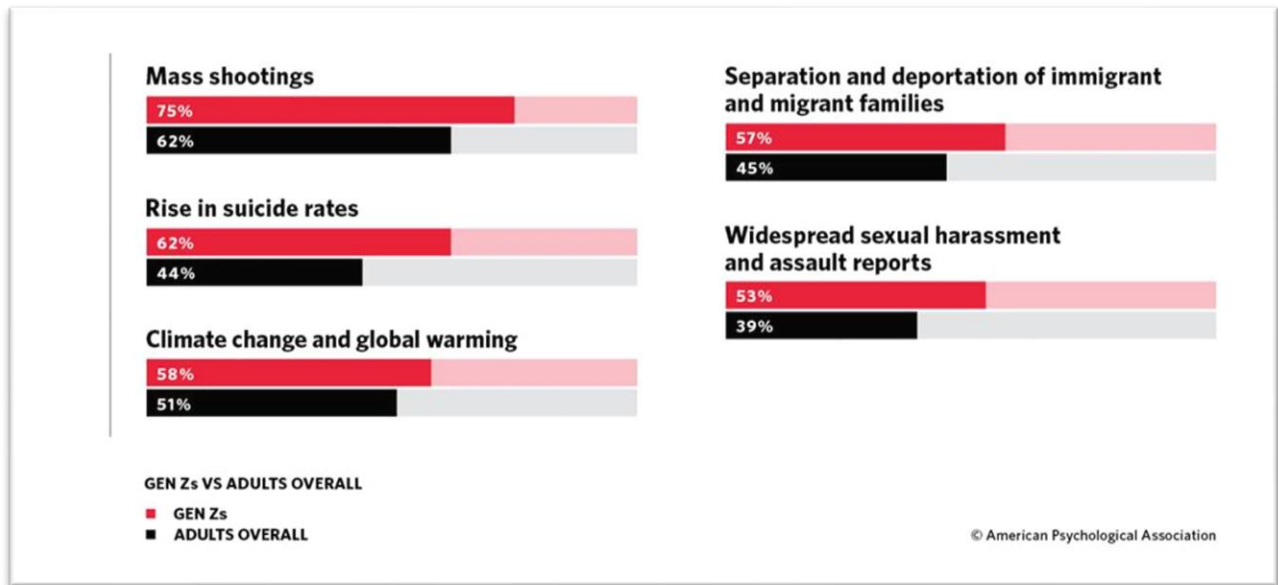 Mass shootings
75%
62%
Rise in suicide rates
62%
44%
Climate change and global warming
58%
51%
Separation and deportation of immigrant
and migrant families
57%
45%
Widespread sexual harassment
and assault reports
53%
39%
GEN Zs VS ADULTS OVERALL
GEN Zs
ADULTS OVERALL
© American Psychological Association